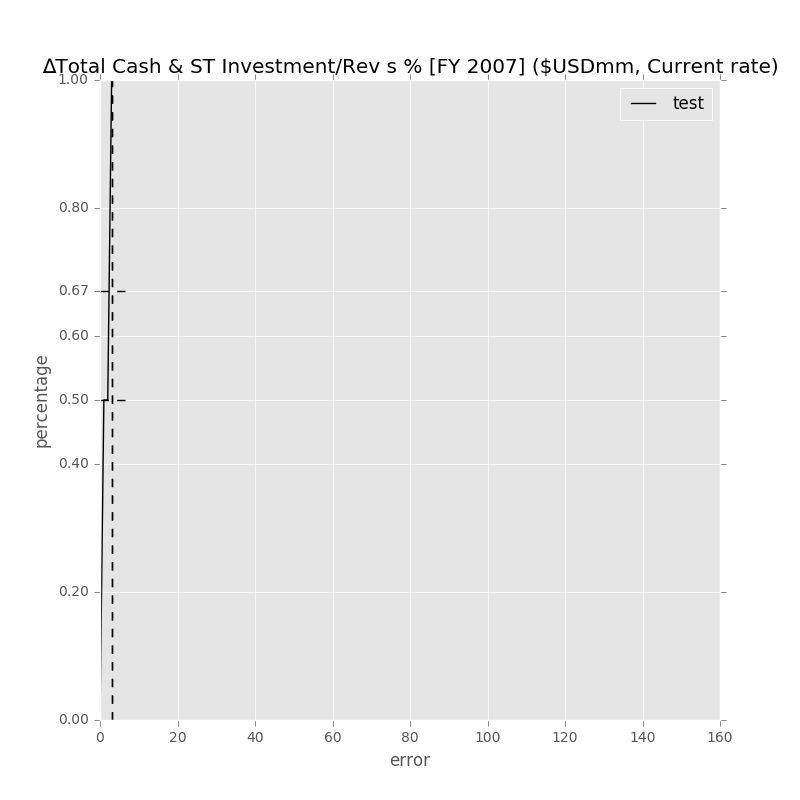 ΔTotal Cash & ST Investment/Rev s % [FY 2007] ($USDmm, Current rate)
1.00
test
0.80
0.67
0.60
0.50
percentage
0.40
0.20
0.00
0 20 40 60 80 100 120 140 160
error